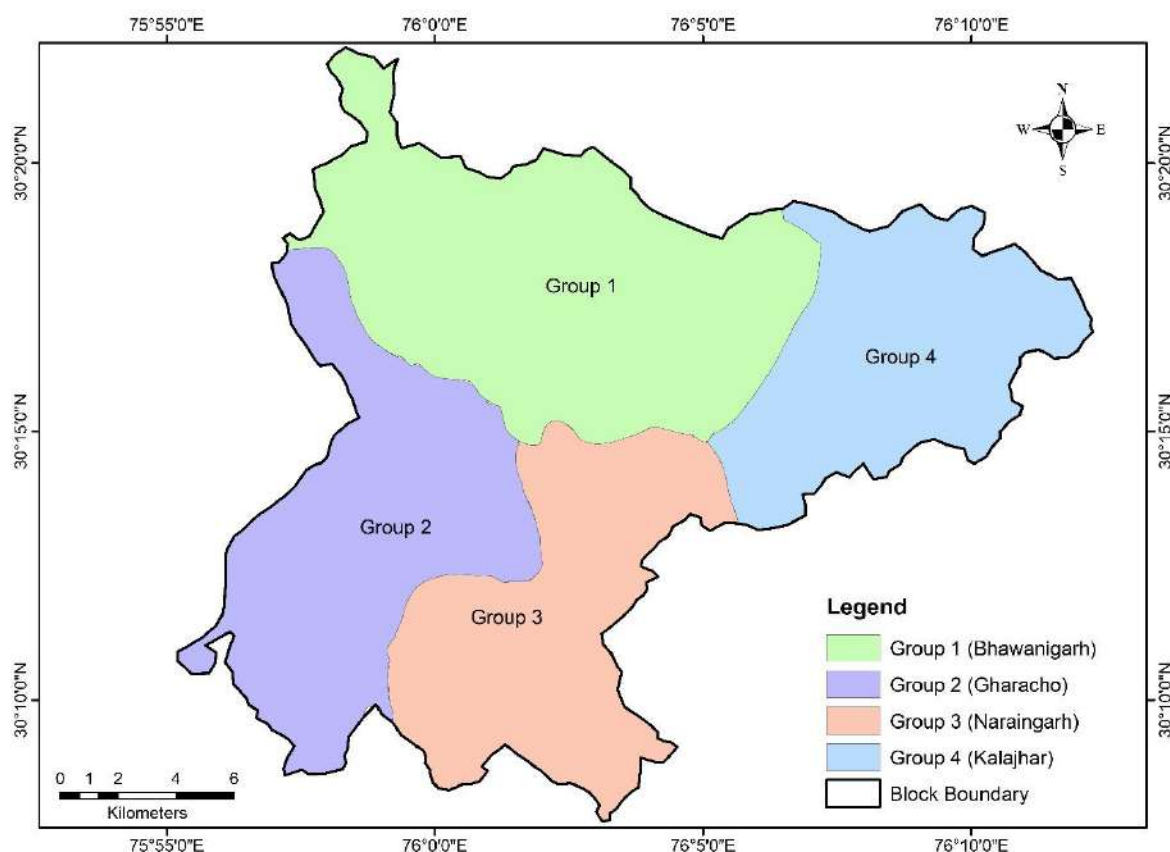 75°55'0"E 76°0'0"E 76°5'0"E 76°10'0"E
N
W E
S
30°20'0"N 30°20'0"N
Group 1
Group 4
30°15'0"N 30°15'0"N
Group 2
Group 3
Legend
Group 1 (Bhawanigarh)
Group 2 (Gharacho)
Group 3 (Naraingarh)
Group 4 (Kalajhar)
Block Boundary
30°10'0"N 30°10'0"N
0 1 2 4 6
Kilometers
75°55'0"E 76°0'0"E 76°5'0"E 76°10'0"E